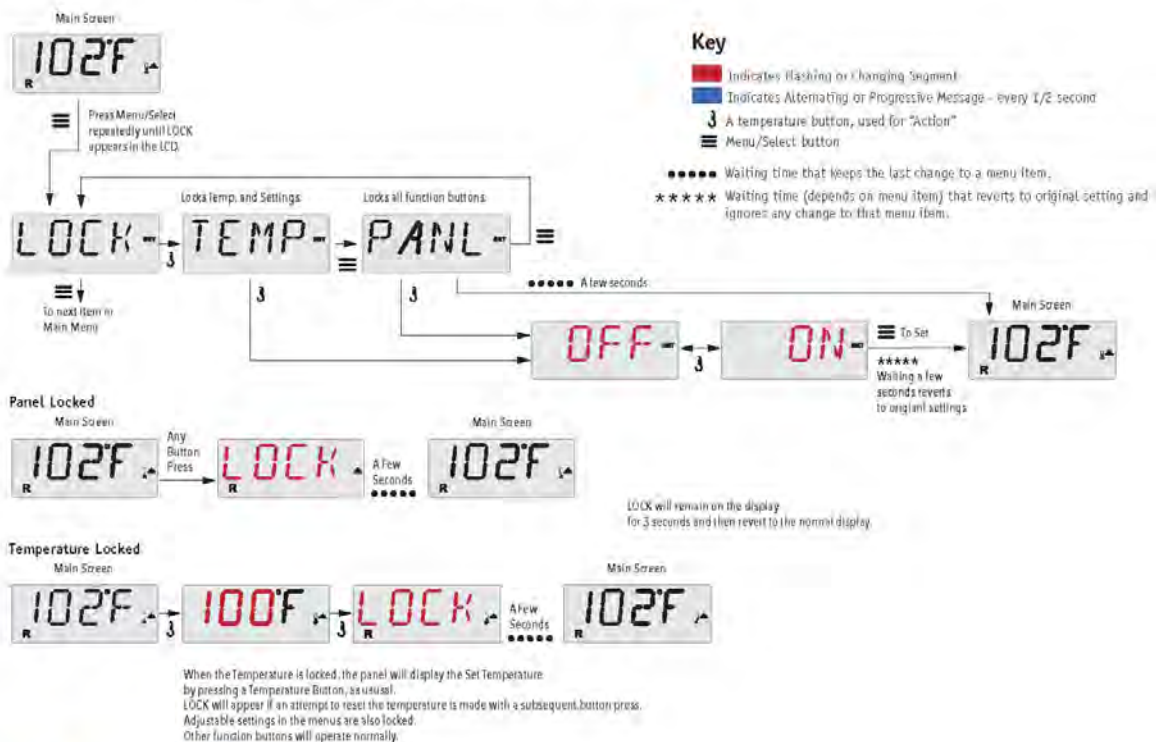 Main Screen
102°F
R
Press Menu/Select
repeatedly until LOCK
appears in the LCD.
Key
Indicates Flashing or Changing Segment
Indicates Alternating or Progressive Message - every 1/2 second
A temperature button, used for "Action"
Menu/Select button
Waiting time that keeps the last change to a menu item.
***** Waiting time (depends on menu item) that reverts to original setting and
ignores any change to that menu item.
Locks Temp. and Settings
Locks all function buttons
LOCK
TEMP
PANL
To next item in
Main Menu
A few seconds
OFF
ON
To Set
*****
Waiting a few
seconds reverts
to original settings
Main Screen
102°F
R
Panel Locked
Main Screen
102°F
R
Any
Button
Press
LOCK
R
A Few
Seconds
Main Screen
102°F
R
LOCK will remain on the display
for 3 seconds and then revert to the normal display.
Temperature Locked
Main Screen
102°F
R
100°F
LOCK
R
A Few
Seconds
Main Screen
102°F
R
When the Temperature is locked, the panel will display the Set Temperature
by pressing a Temperature Button, as ususal.
LOCK will appear if an attempt to reset the temperature is made with a subsequent button press.
Adjustable settings in the menus are also locked.
Other function buttons will operate normally.